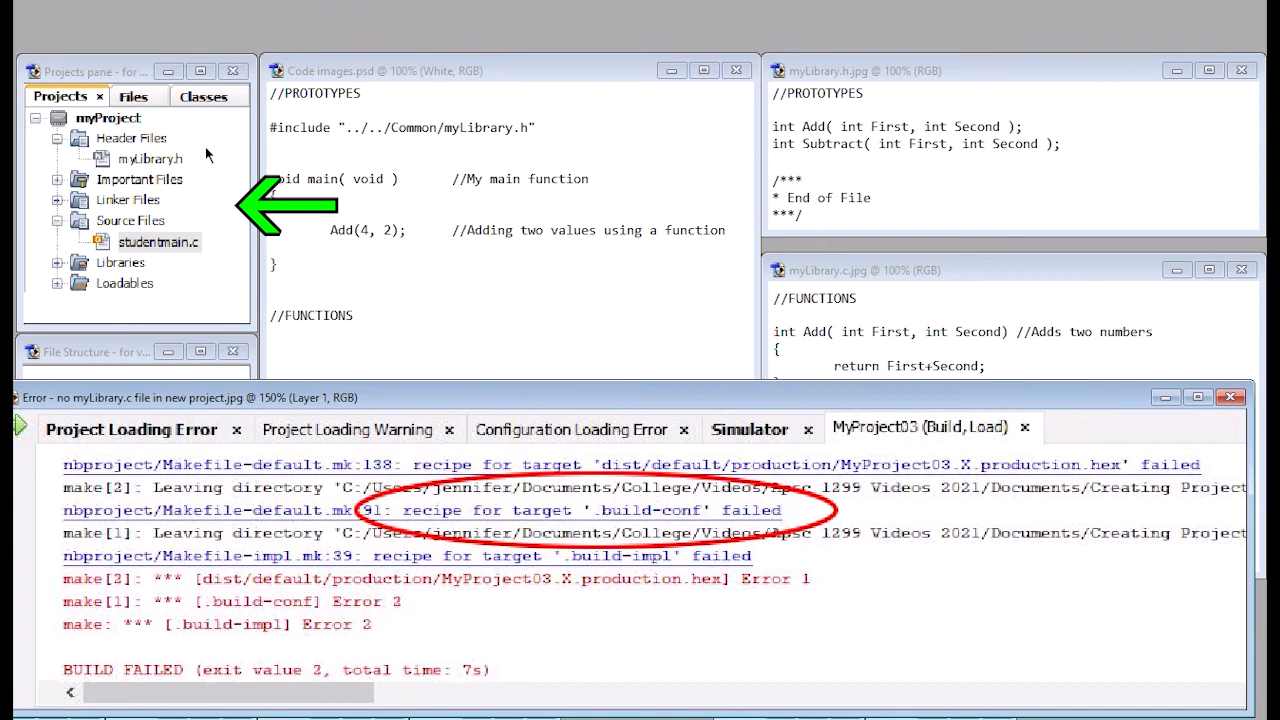 Projects pane - for ...
Projects × Files Classes
myProject
Header Files
myLibrary.h
Important Files
Linker Files
Source Files
studentmain.c
Libraries
Loadables
File Structure - for v...
Code images.psd @ 100% (White, RGB)
//PROTOTYPES
#include "../../Common/myLibrary.h"
oid main( void ) //My main function
{
Add(4, 2); //Adding two values using a function
}
//FUNCTIONS
myLibrary.h.jpg @ 100% (RGB)
//PROTOTYPES
int Add( int First, int Second );
int Subtract( int First, int Second );
/***
* End of File
***/
myLibrary.c.jpg @ 100% (RGB)
//FUNCTIONS
int Add( int First, int Second) //Adds two numbers
{
return First+Second;
Error - no myLibrary.c file in new project.jpg @ 150% (Layer 1, RGB)
Project Loading Error × Project Loading Warning × Configuration Loading Error × Simulator × MyProject03 (Build, Load) ×
nbproject/Makefile-default.mk:138: recipe for target 'dist/default/production/MyProject03.X.production.hex' failed
make[2]: Leaving directory 'C:/Users/jennifer/Documents/College/Videos/Apsc 1299 Videos 2021/Documents/Creating Project
nbproject/Makefile-default.mk:91: recipe for target '.build-conf' failed
make[1]: Leaving directory 'C:/Users/jennifer/Documents/College/Videos/Apsc 1299 Videos 2021/Documents/Creating Project
nbproject/Makefile-impl.mk:39: recipe for target '.build-impl' failed
make[2]: *** [dist/default/production/MyProject03.X.production.hex] Error 1
make[1]: *** [.build-conf] Error 2
make: *** [.build-impl] Error 2
BUILD FAILED (exit value 2, total time: 7s)